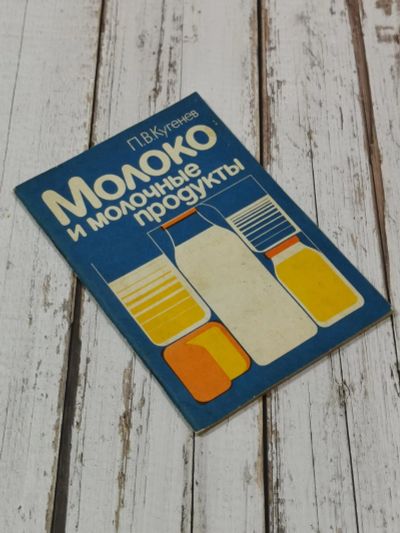 П.В.Кугенев
МОЛОКО
и молочные
продукты